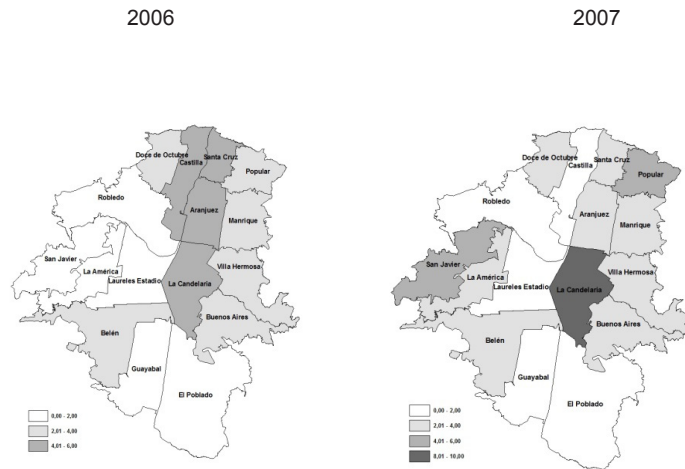 2006
2007
Doce de Octubre
Castilla
Santa Cruz
Popular
Robledo
Aranjuez
Manrique
San Javier
La América
Laureles Estadio
La Candelaria
Villa Hermosa
Buenos Aires
Belén
Guayabal
El Poblado
0,00 - 2,00
2,01 - 4,00
4,01 - 6,00
Doce de Octubre
Castilla
Santa Cruz
Popular
Robledo
Aranjuez
Manrique
San Javier
La América
Laureles Estadio
La Candelaria
Villa Hermosa
Buenos Aires
Belén
Guayabal
El Poblado
0,00 - 2,00
2,01 - 4,00
4,01 - 6,00
8,01 - 10,00